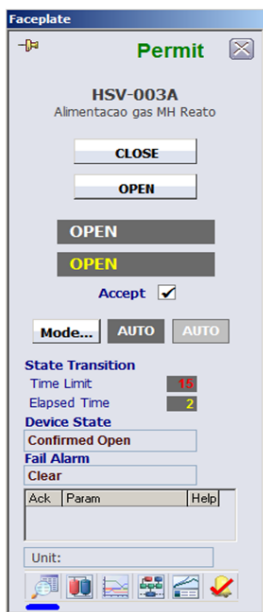 Faceplate
Permit
HSV-003A
Alimentacao gas MH Reato
CLOSE
OPEN
OPEN
OPEN
Accept
Mode... AUTO AUTO
State Transition
Time Limit 15
Elapsed Time 2
Device State
Confirmed Open
Fail Alarm
Clear
Ack Param Help
Unit: